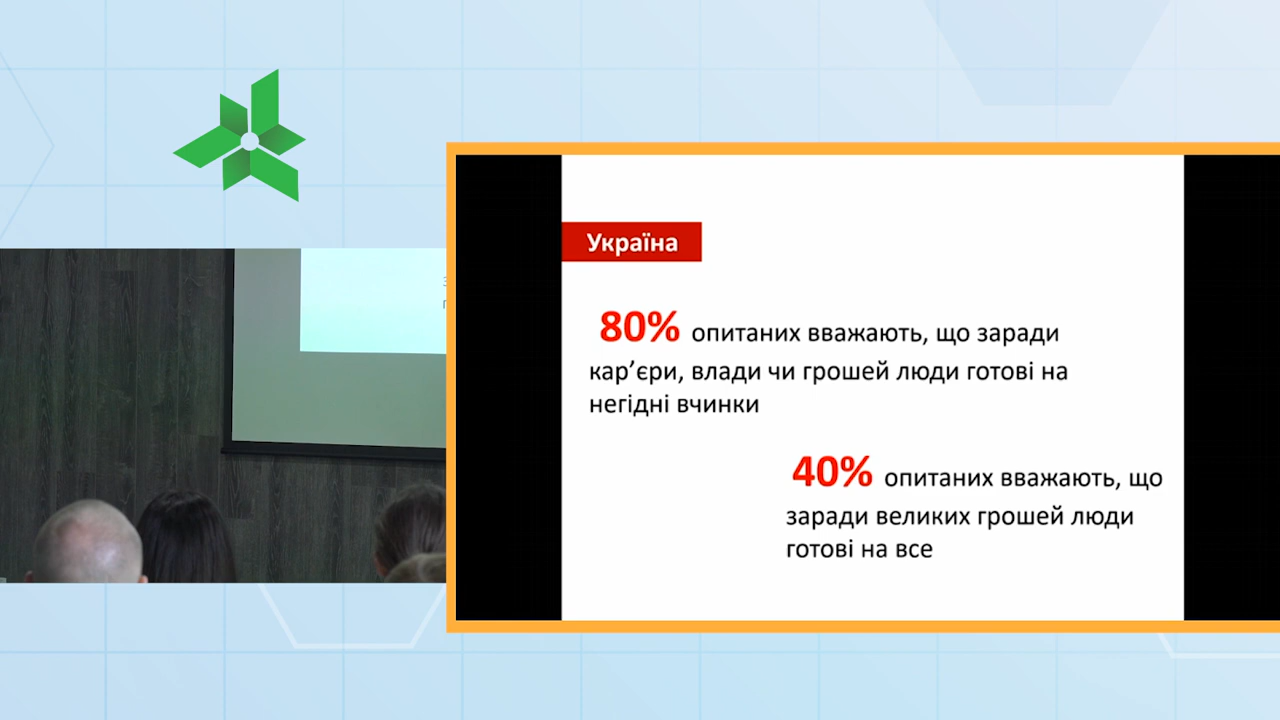 Україна
80% опитаних вважають, що заради
кар’єри, влади чи грошей люди готові на
негідні вчинки
40% опитаних вважають, що
заради великих грошей люди
готові на все